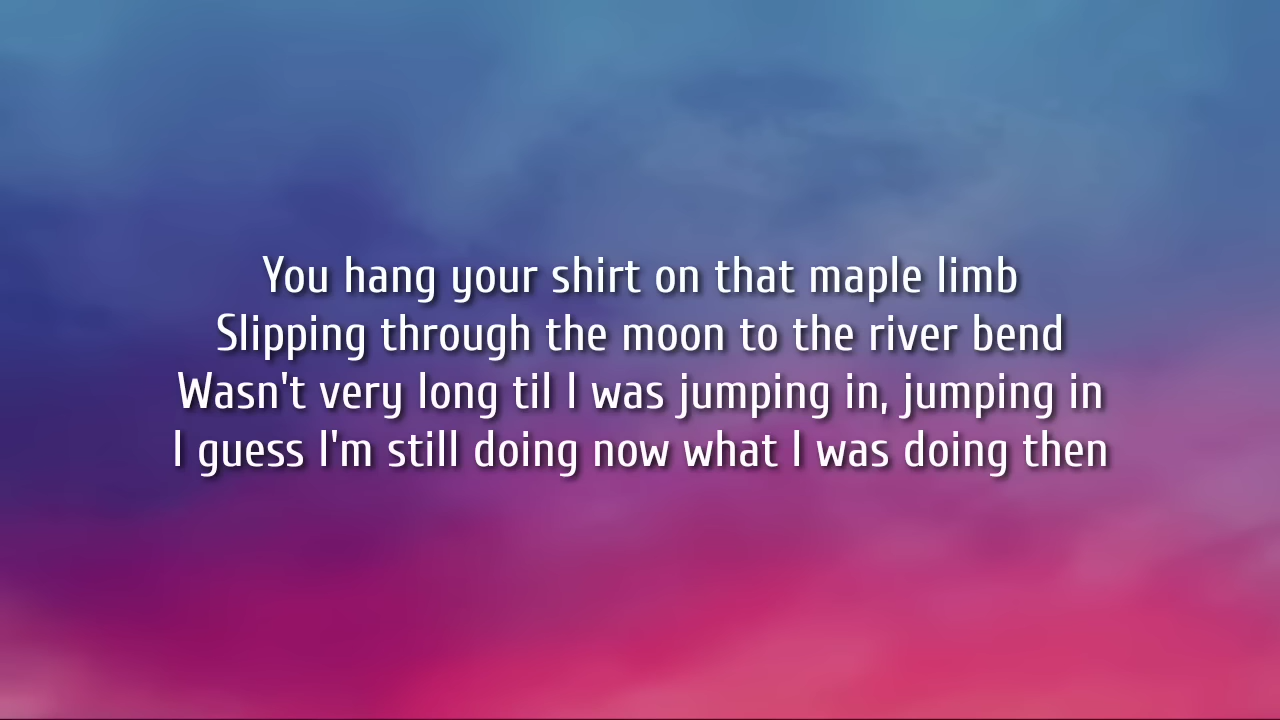 You hang your shirt on that maple limb
Slipping through the moon to the river bend
Wasn't very long til I was jumping in, jumping in
I guess I'm still doing now what I was doing then